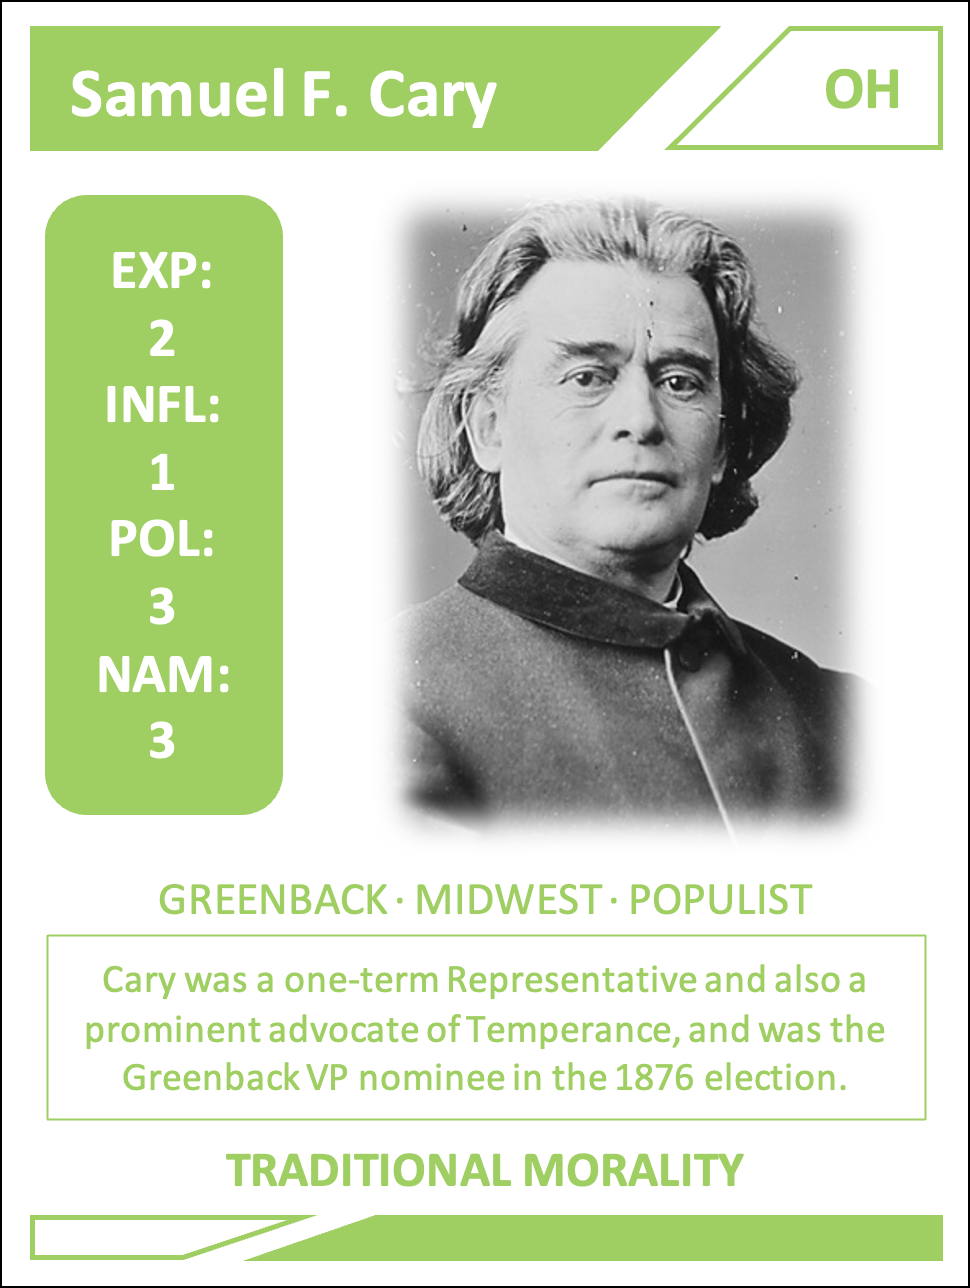 Samuel F. Cary
OH
EXP:
2
INFL:
1
POL:
3
NAM:
3
GREENBACK · MIDWEST · POPULIST
Cary was a one-term Representative and also a
prominent advocate of Temperance, and was the
Greenback VP nominee in the 1876 election.
TRADITIONAL MORALITY